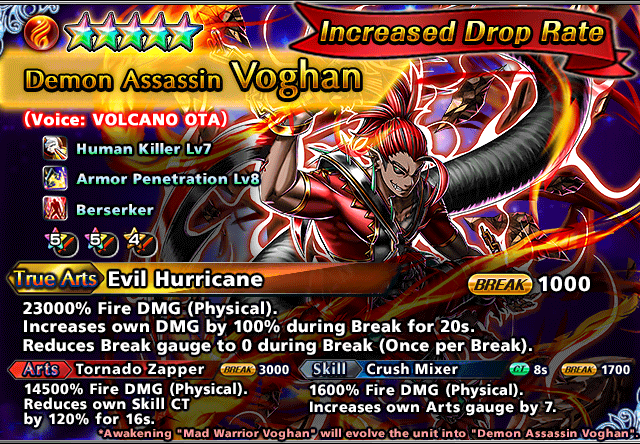 Increased Drop Rate
Demon Assassin Voghan
(Voice: VOLCANO OTA)
Human Killer Lv7
Armor Penetration Lv8
Berserker
5 5 4
True Arts Evil Hurricane BREAK 1000
23000% Fire DMG (Physical).
Increases own DMG by 100% during Break for 20s.
Reduces Break gauge to 0 during Break (Once per Break).
Arts Tornado Zapper BREAK 3000
14500% Fire DMG (Physical).
Reduces own Skill CT
by 120% for 16s.
Skill Crush Mixer CT 8s BREAK 1700
1600% Fire DMG (Physical).
Increases own Arts gauge by 7.
*Awakening "Mad Warrior Voghan" will evolve the unit into "Demon Assassin Voghan".